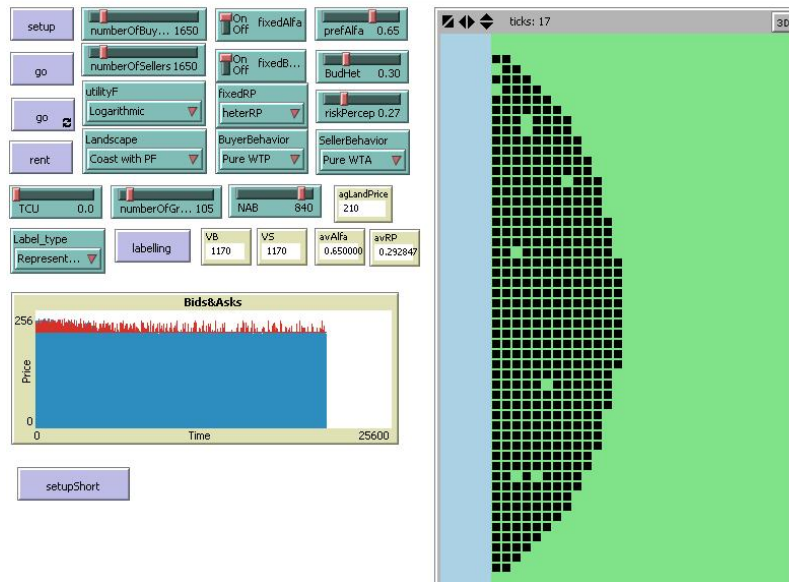 setup
numberOfBuy... 1650
On
Off
fixedAlfa
prefAlfa 0.65
ticks: 17
3D
go
numberOfSellers 1650
On
Off
fixedB...
BudHet 0.30
go
utilityF
Logarithmic
fixedRP
heterRP
riskPercep 0.27
rent
Landscape
Coast with PF
BuyerBehavior
Pure WTP
SellerBehavior
Pure WTA
TCU 0.0
numberOfGr... 105
NAB 840
agLandPrice
210
Label_type
Represent...
labelling
VB
1170
VS
1170
avAlfa
0.650000
avRP
0.292847
Bids&Asks
256
Price
0
0
Time
25600
setupShort